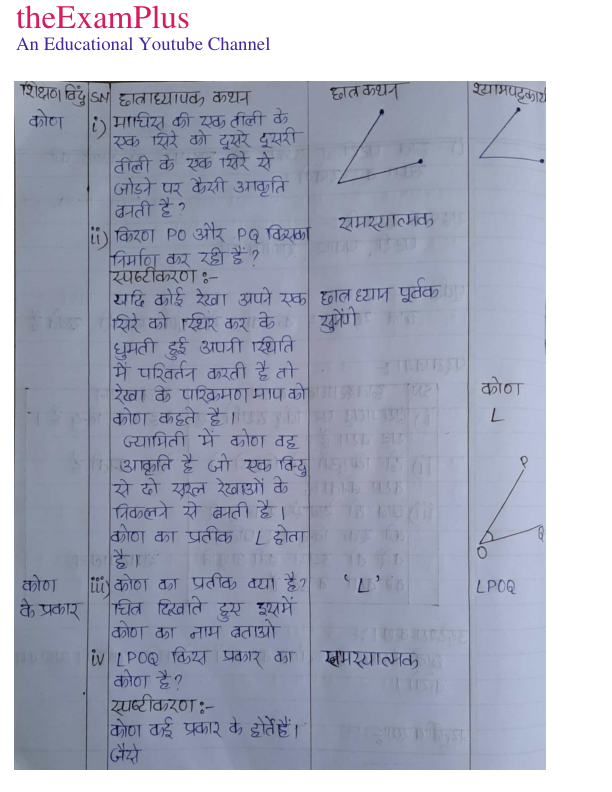 theExamPlus
An Educational Youtube Channel
शिक्षण बिंदु SN छात्राध्यापक कथन छात्र कथन श्यामपट्टकार्य
कोण i) माचिस की एक तीली के
एक सिरे को दूसरे दूसरी
तीली के एक सिरे से
जोड़ने पर कैसी आकृति
बनती है?
समस्यात्मक
ii) किरण PO और PQ किसका
निर्माण कर रही हैं?
स्पष्टीकरण :-
यदि कोई रेखा अपने एक छात्र ध्यान पूर्वक
सिरे को स्थिर कर के सुनेंगे
घुमती हुई अपनी स्थिति
में परिवर्तन करती है तो
रेखा के परिक्रमण माप को कोण
कोण कहते है। L
ज्यामिती में कोण वह
आकृति है जो एक बिंदु P
से दो सरल रेखाओं के
निकलने से बनती है।
कोण का प्रतीक L होता Q
है। O
कोण iii) कोण का प्रतीक क्या है? 'L' LPOQ
के प्रकार चित्र दिखाते हुए इसमें
कोण का नाम बताओ
iv LPOQ किस प्रकार का समस्यात्मक
कोण है?
स्पष्टीकरण :-
कोण कई प्रकार के होते हैं।
जैसे